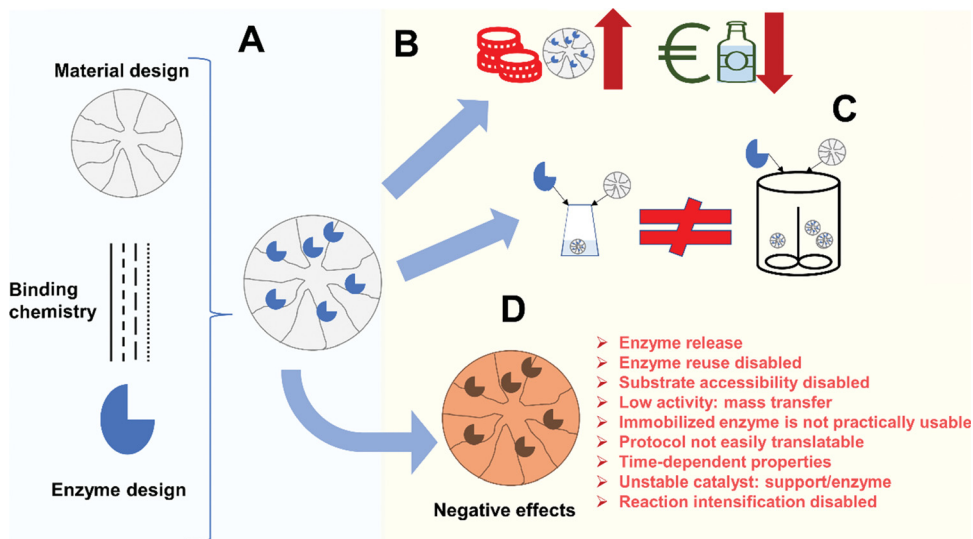 A
Material design
Binding
chemistry
Enzyme design
B
€
C
D
Negative effects
➢ Enzyme release
➢ Enzyme reuse disabled
➢ Substrate accessibility disabled
➢ Low activity: mass transfer
➢ Immobilized enzyme is not practically usable
➢ Protocol not easily translatable
➢ Time-dependent properties
➢ Unstable catalyst: support/enzyme
➢ Reaction intensification disabled